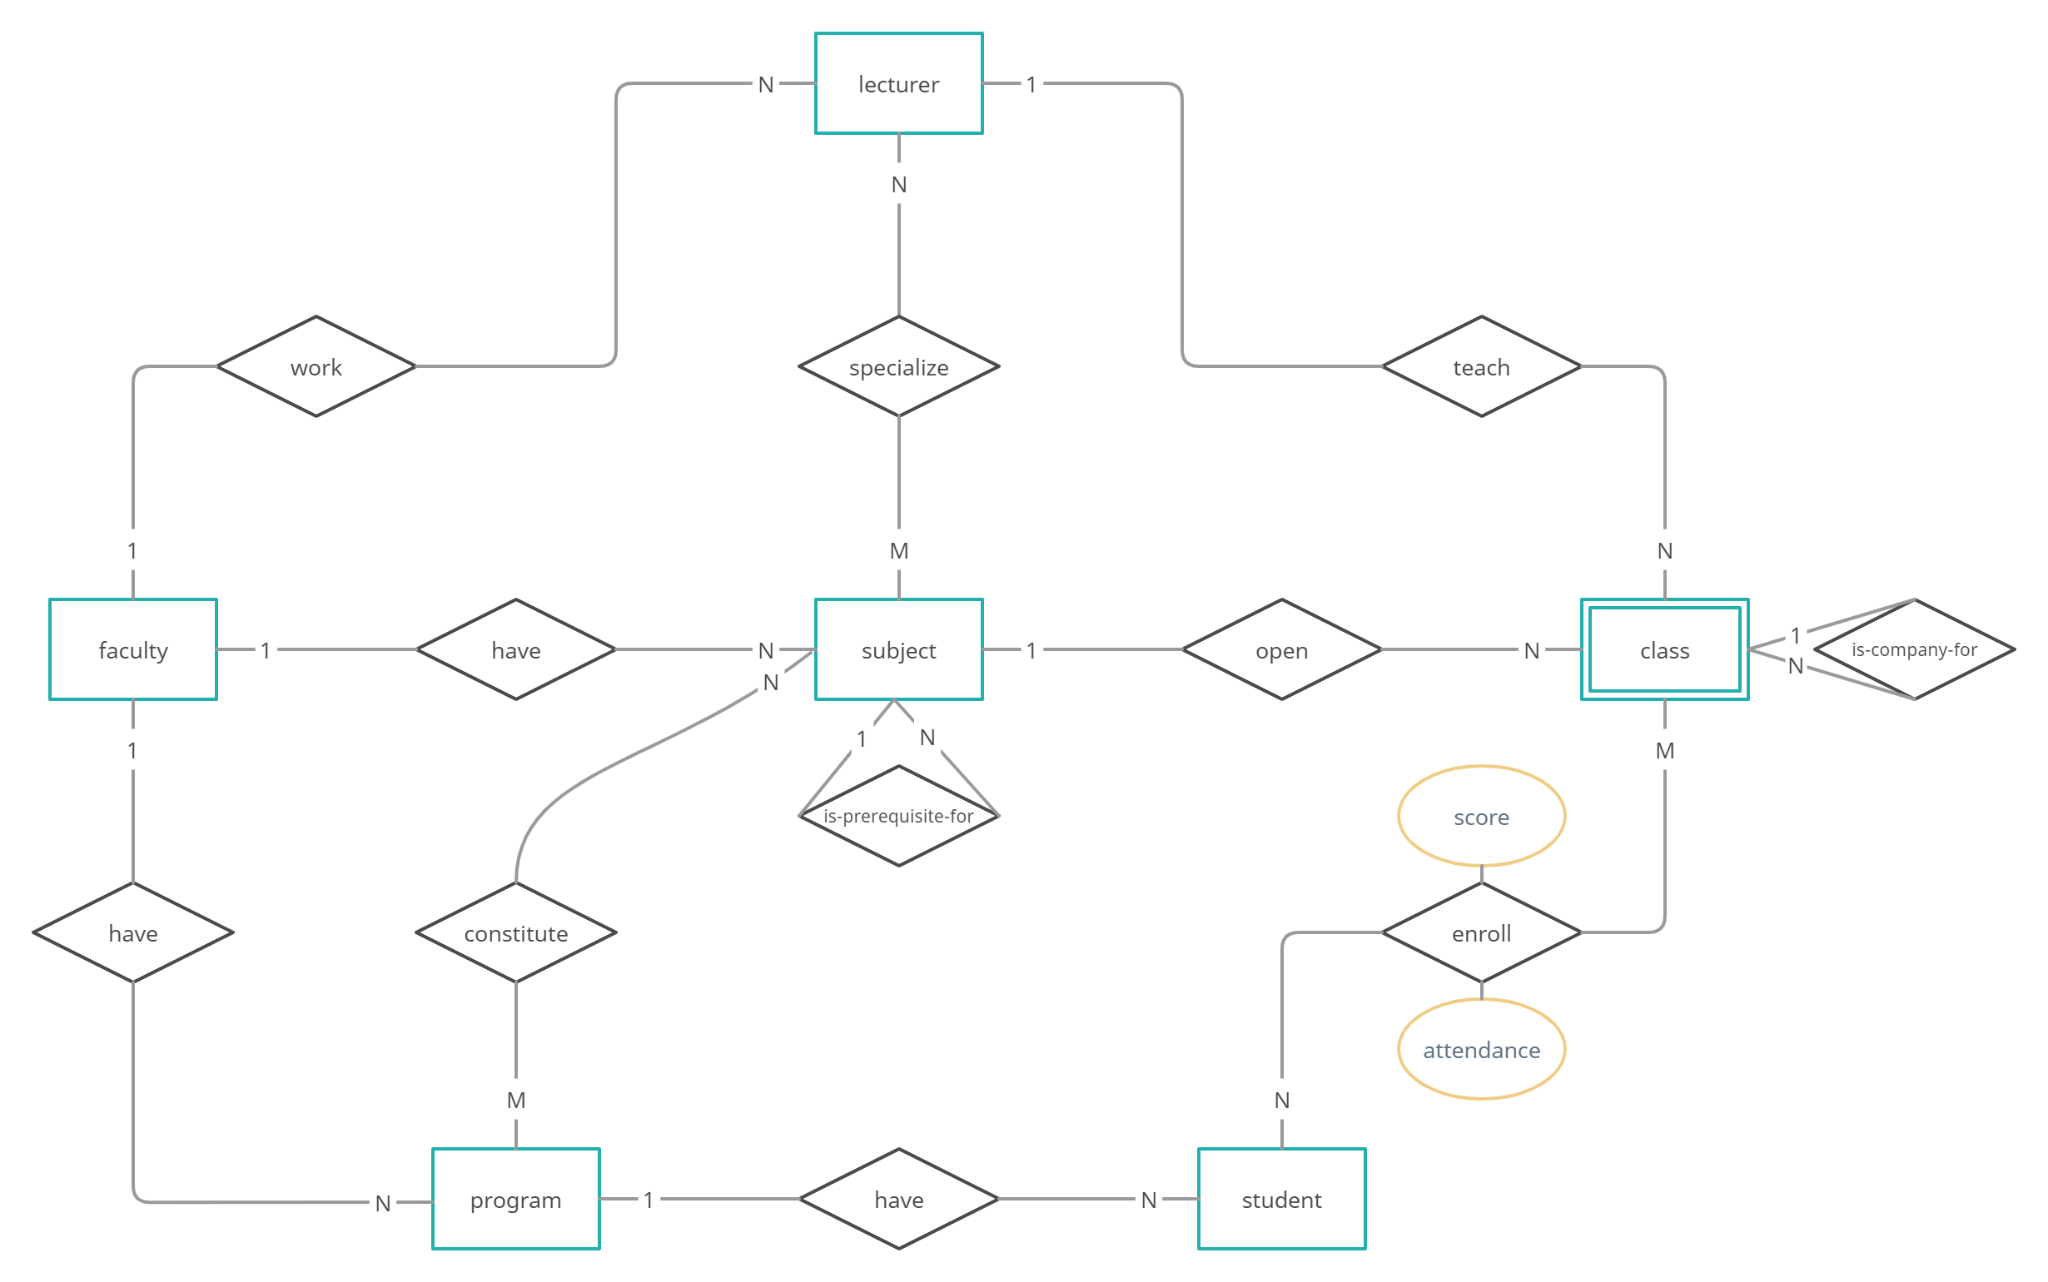 N
lecturer
1
N
work
specialize
teach
1
M
N
faculty
1
have
N
subject
1
open
N
class
1
is-company-for
N
N
1
1
N
M
is-prerequisite-for
score
have
constitute
enroll
attendance
M
N
N
program
1
have
N
student